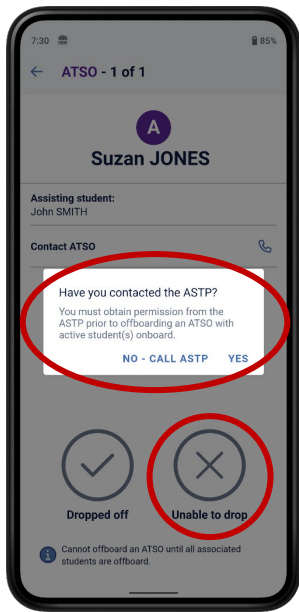 7:30 85%
← ATSO - 1 of 1
A
Suzan JONES
Assisting student:
John SMITH
Contact ATSO
Have you contacted the ASTP?
You must obtain permission from the
ASTP prior to offboarding an ATSO with
active student(s) onboard.
NO - CALL ASTP YES
Dropped off Unable to drop
Cannot offboard an ATSO until all associated
students are offboard.